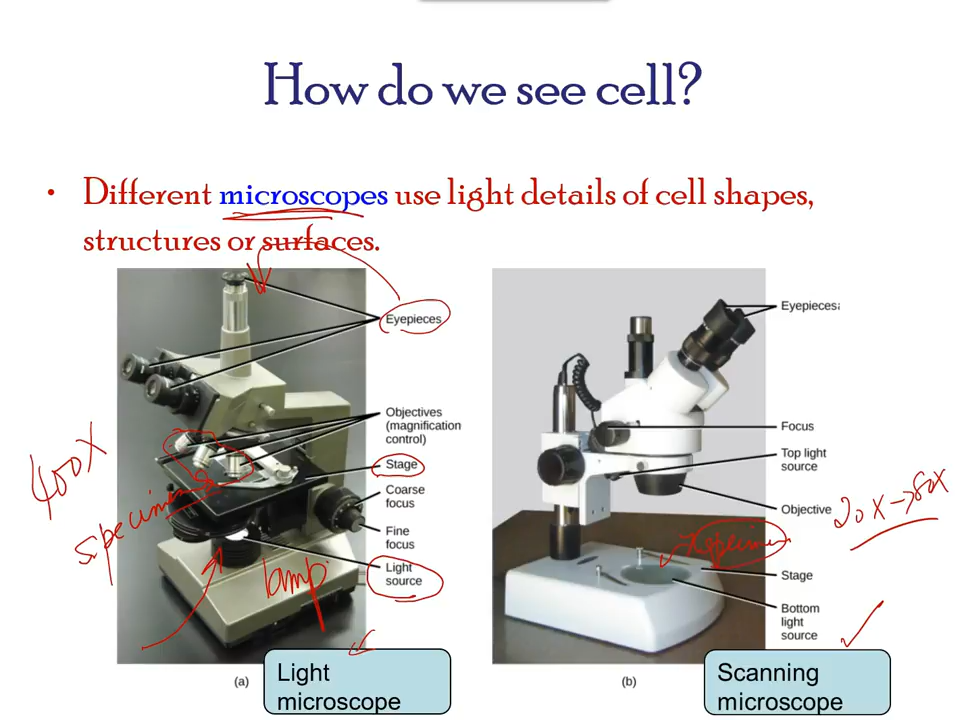 How do we see cell?
• Different microscopes use light details of cell shapes,
structures or surfaces.
Eyepieces
Objectives
(magnification
control)
Stage
Coarse
focus
Fine
focus
Light
source
400X
specimens
lamp
(a)
Light
microscope
Eyepieces
Focus
Top light
source
Objective
20X->80X
specimen
Stage
Bottom
light
source
(b)
Scanning
microscope